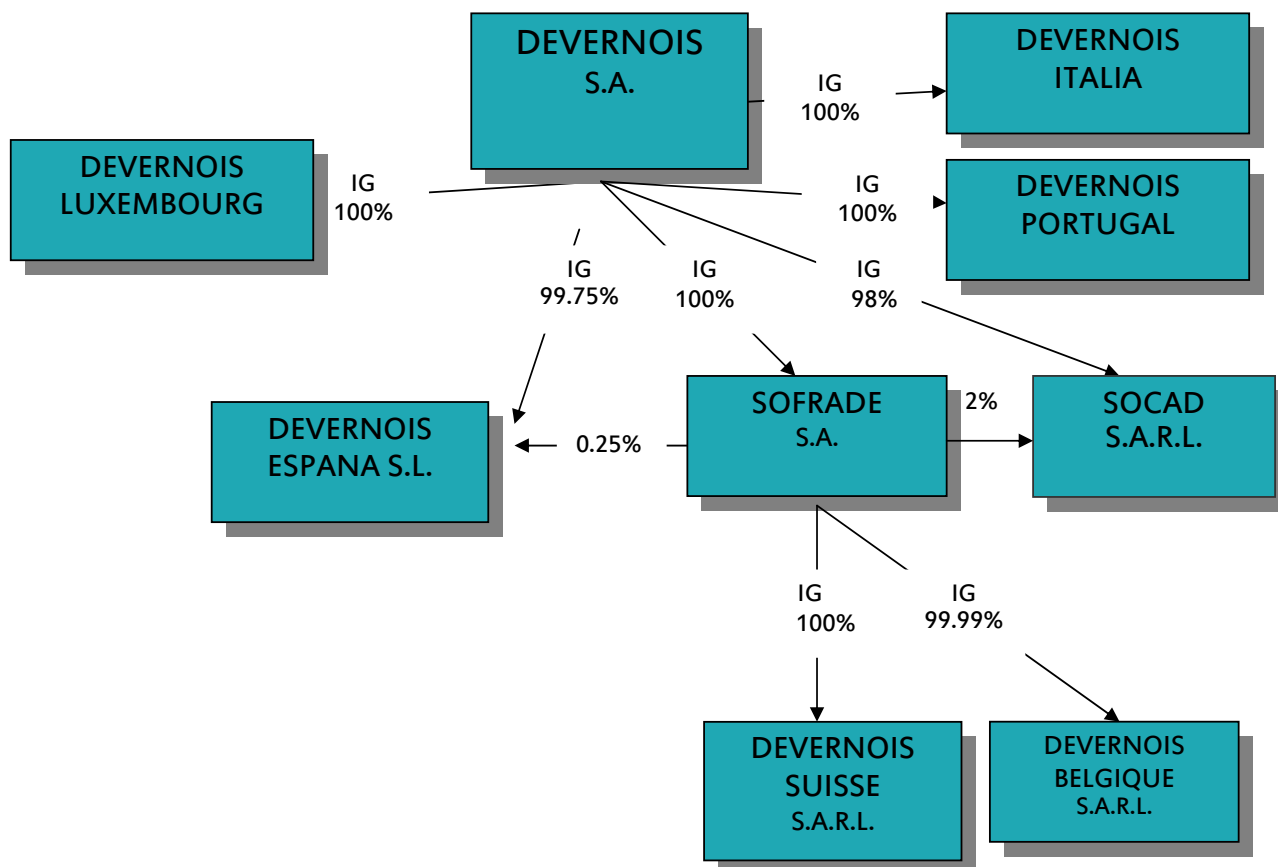 DEVERNOIS
S.A.
IG
100%
DEVERNOIS
ITALIA
DEVERNOIS
LUXEMBOURG
IG
100%
IG
100%
DEVERNOIS
PORTUGAL
IG
99.75%
IG
100%
IG
98%
DEVERNOIS
ESPANA S.L.
0.25%
SOFRADE
S.A.
2%
SOCAD
S.A.R.L.
IG
100%
IG
99.99%
DEVERNOIS
SUISSE
S.A.R.L.
DEVERNOIS
BELGIQUE
S.A.R.L.